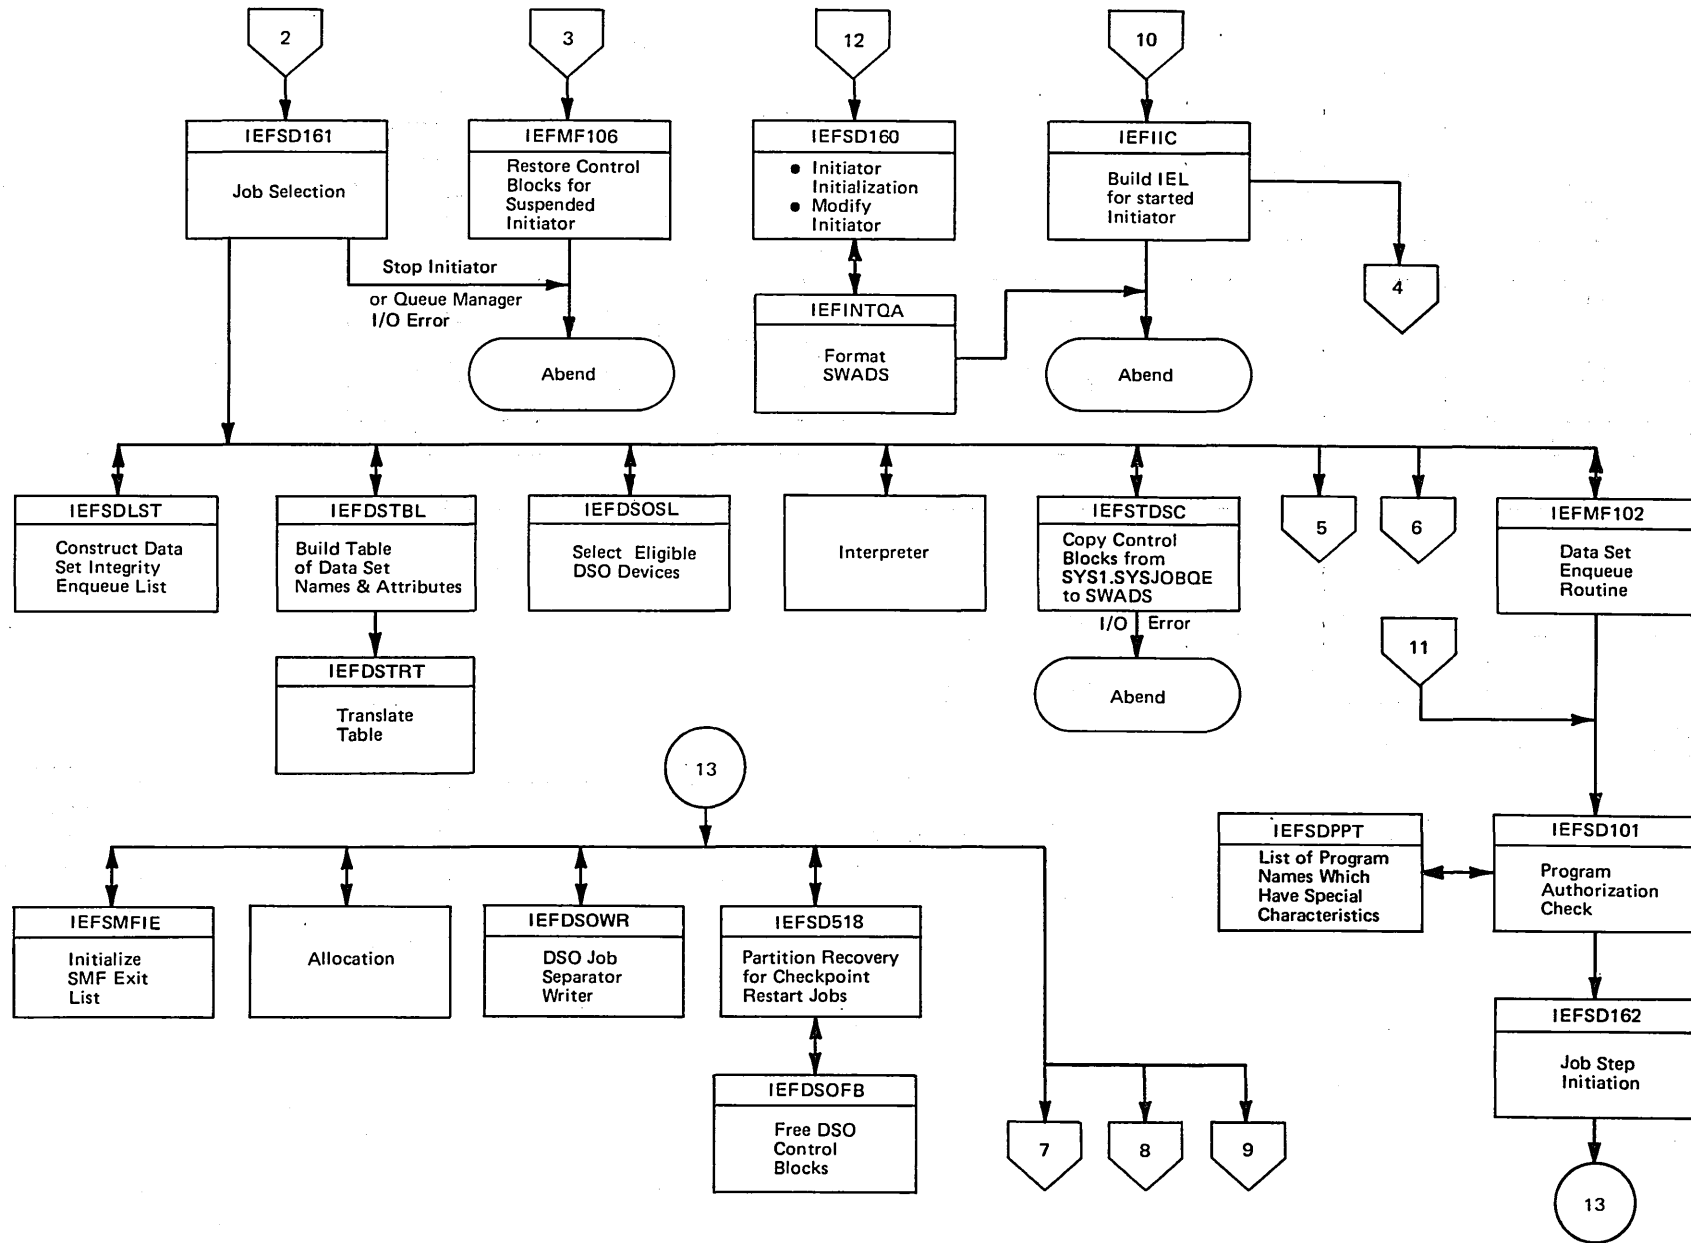 2
3
12
10
IEFSD161
Job Selection
IEFMF106
Restore Control
Blocks for
Suspended
Initiator
IEFSD160
● Initiator
Initialization
● Modify
Initiator
IEFIIC
Build IEL
for started
Initiator
Stop Initiator
or Queue Manager
I/O Error
4
IEFINTQA
Format
SWADS
Abend
Abend
IEFSDLST
Construct Data
Set Integrity
Enqueue List
IEFDSTBL
Build Table
of Data Set
Names & Attributes
IEFDSOSL
Select Eligible
DSO Devices
Interpreter
IEFSTDSC
Copy Control
Blocks from
SYS1.SYSJOBQE
to SWADS
5
6
IEFMF102
Data Set
Enqueue
Routine
I/O Error
11
IEFDSTRT
Translate
Table
Abend
13
IEFSDPPT
List of Program
Names Which
Have Special
Characteristics
IEFSD101
Program
Authorization
Check
IEFSMFIE
Initialize
SMF Exit
List
Allocation
IEFDSOWR
DSO Job
Separator
Writer
IEFSD518
Partition Recovery
for Checkpoint
Restart Jobs
IEFSD162
Job Step
Initiation
IEFDSOFB
Free DSO
Control
Blocks
7
8
9
13